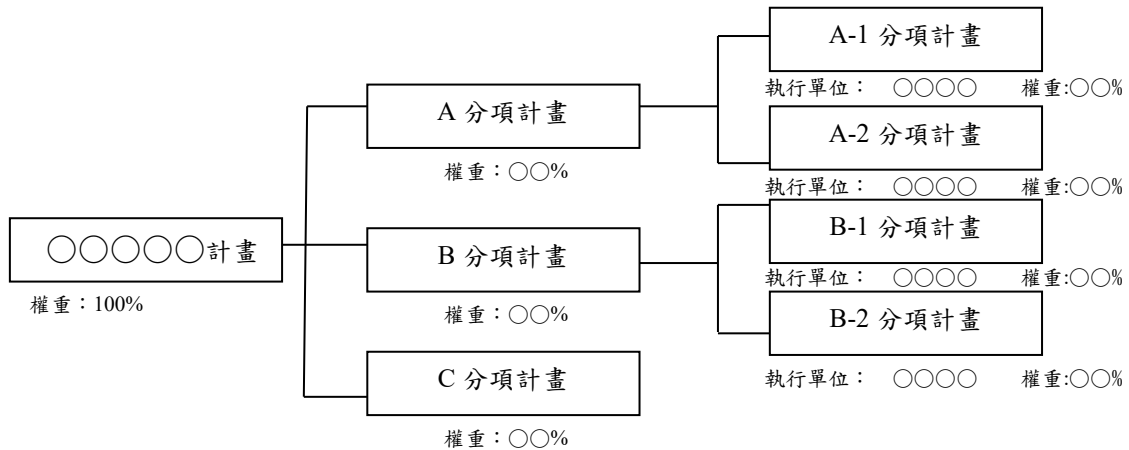 ○○○○○計畫
權重：100%
A 分項計畫
權重：○○%
B 分項計畫
權重：○○%
C 分項計畫
權重：○○%
A-1 分項計畫
執行單位： ○○○○ 權重:○○%
A-2 分項計畫
執行單位： ○○○○ 權重:○○%
B-1 分項計畫
執行單位： ○○○○ 權重:○○%
B-2 分項計畫
執行單位： ○○○○ 權重:○○%